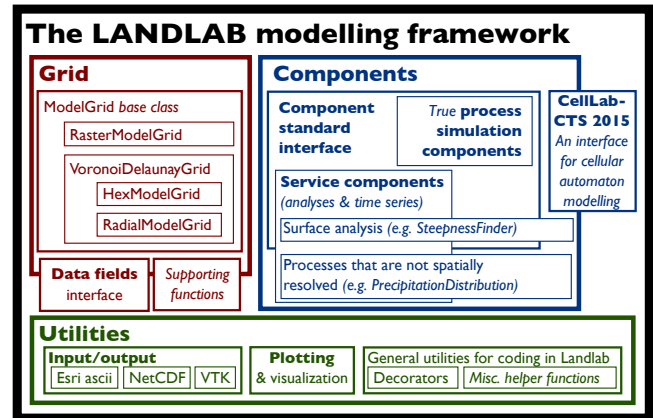 The LANDLAB modelling framework
Grid
ModelGrid base class
RasterModelGrid
VoronoiDelaunayGrid
HexModelGrid
RadialModelGrid
Data fields
interface
Supporting
functions
Components
Component
standard
interface
True process
simulation
components
Service components
(analyses & time series)
Surface analysis (e.g. SteepnessFinder)
Processes that are not spatially
resolved (e.g. PrecipitationDistribution)
CellLab-
CTS 2015
An interface
for cellular
automaton
modelling
Utilities
Input/output
Esri ascii
NetCDF
VTK
Plotting
& visualization
General utilities for coding in Landlab
Decorators
Misc. helper functions